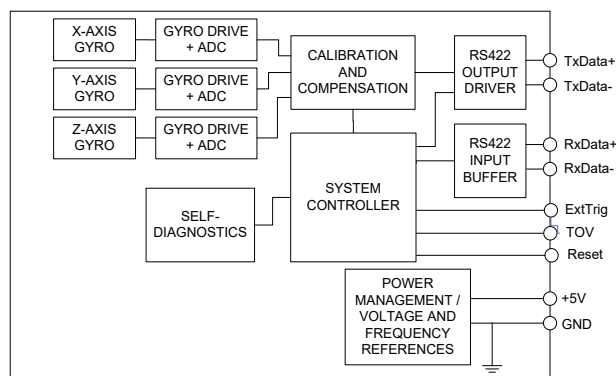 X-AXIS
GYRO
GYRO DRIVE
+ ADC
Y-AXIS
GYRO
GYRO DRIVE
+ ADC
Z-AXIS
GYRO
GYRO DRIVE
+ ADC
CALIBRATION
AND
COMPENSATION
RS422
OUTPUT
DRIVER
TxData+
TxData-
SYSTEM
CONTROLLER
RS422
INPUT
BUFFER
RxData+
RxData-
SELF-
DIAGNOSTICS
ExtTrig
TOV
Reset
POWER
MANAGEMENT /
VOLTAGE AND
FREQUENCY
REFERENCES
+5V
GND